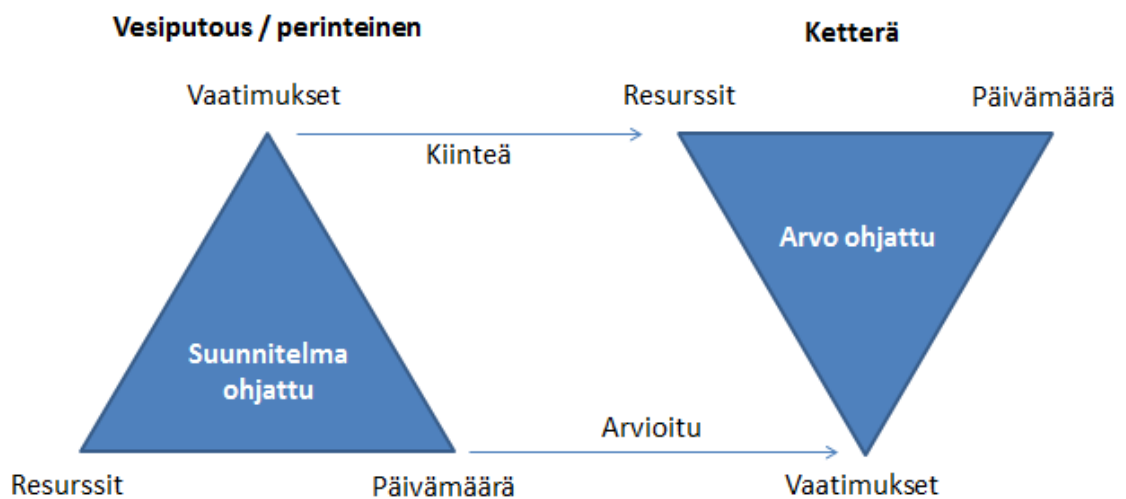 Vesiputous / perinteinen
Ketterä
Vaatimukset
Resurssit
Päivämäärä
Kiinteä
Arvo ohjattu
Suunnitelma
ohjattu
Arvioitu
Resurssit
Päivämäärä
Vaatimukset